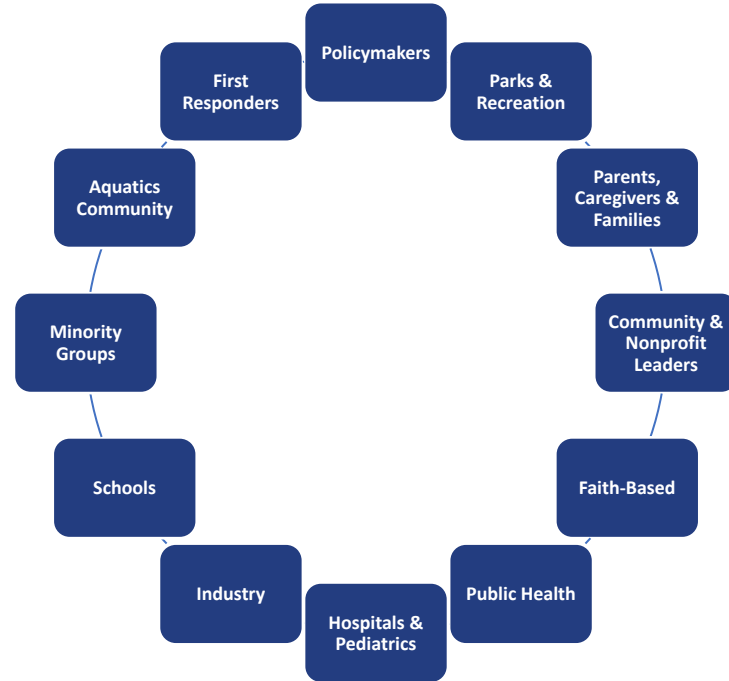 Policymakers
Parks &
Recreation
Parents,
Caregivers &
Families
Community &
Nonprofit
Leaders
Faith-Based
Public Health
Hospitals &
Pediatrics
Industry
Schools
Minority
Groups
Aquatics
Community
First
Responders